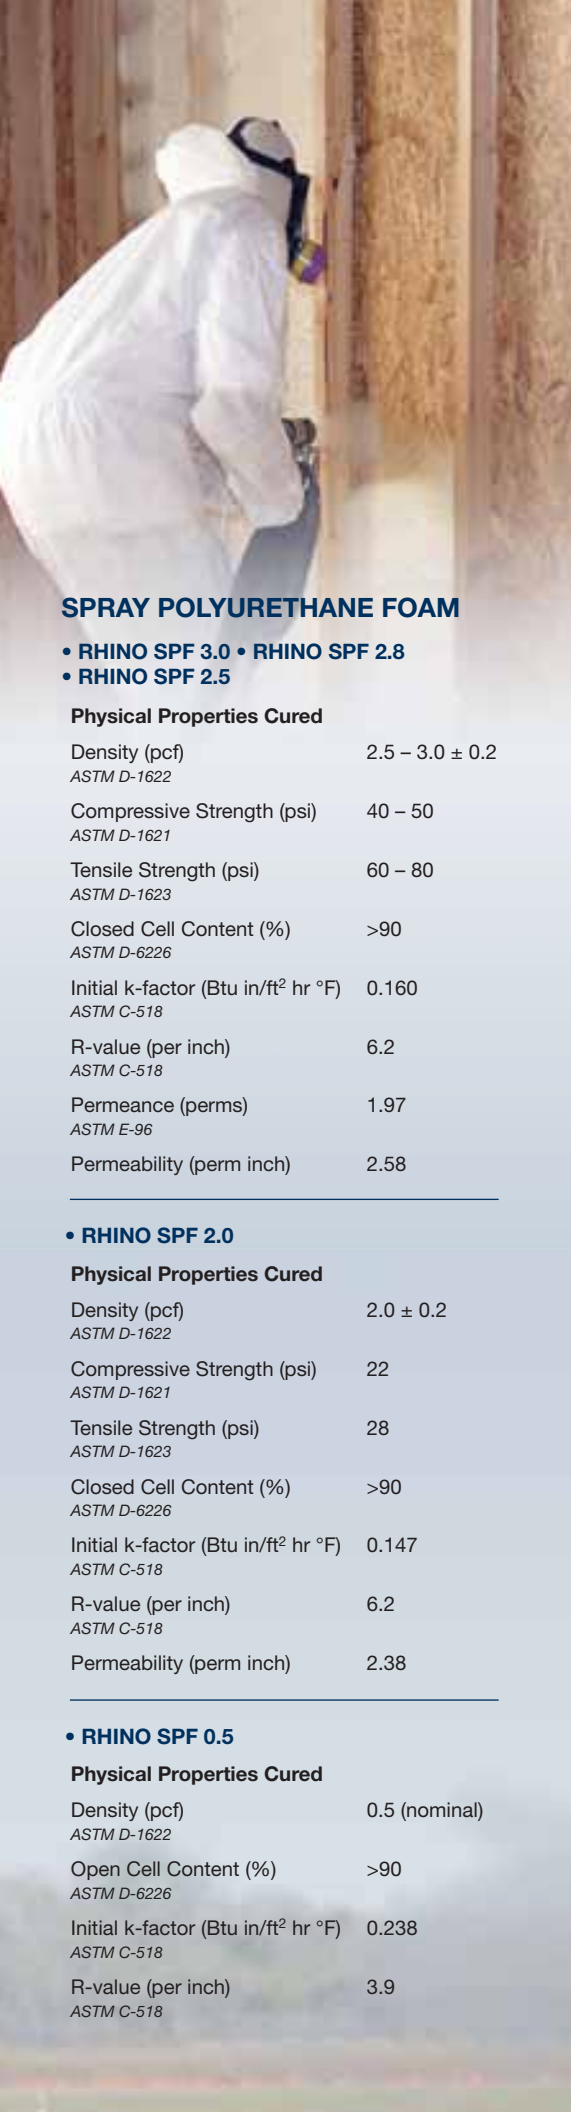 SPRAY POLYURETHANE FOAM
• RHINO SPF 3.0 • RHINO SPF 2.8
• RHINO SPF 2.5
Physical Properties Cured
Density (pcf) 2.5 – 3.0 ± 0.2
ASTM D-1622
Compressive Strength (psi) 40 – 50
ASTM D-1621
Tensile Strength (psi) 60 – 80
ASTM D-1623
Closed Cell Content (%) >90
ASTM D-6226
Initial k-factor (Btu in/ft² hr °F) 0.160
ASTM C-518
R-value (per inch) 6.2
ASTM C-518
Permeance (perms) 1.97
ASTM E-96
Permeability (perm inch) 2.58
• RHINO SPF 2.0
Physical Properties Cured
Density (pcf) 2.0 ± 0.2
ASTM D-1622
Compressive Strength (psi) 22
ASTM D-1621
Tensile Strength (psi) 28
ASTM D-1623
Closed Cell Content (%) >90
ASTM D-6226
Initial k-factor (Btu in/ft² hr °F) 0.147
ASTM C-518
R-value (per inch) 6.2
ASTM C-518
Permeability (perm inch) 2.38
• RHINO SPF 0.5
Physical Properties Cured
Density (pcf) 0.5 (nominal)
ASTM D-1622
Open Cell Content (%) >90
ASTM D-6226
Initial k-factor (Btu in/ft² hr °F) 0.238
ASTM C-518
R-value (per inch) 3.9
ASTM C-518